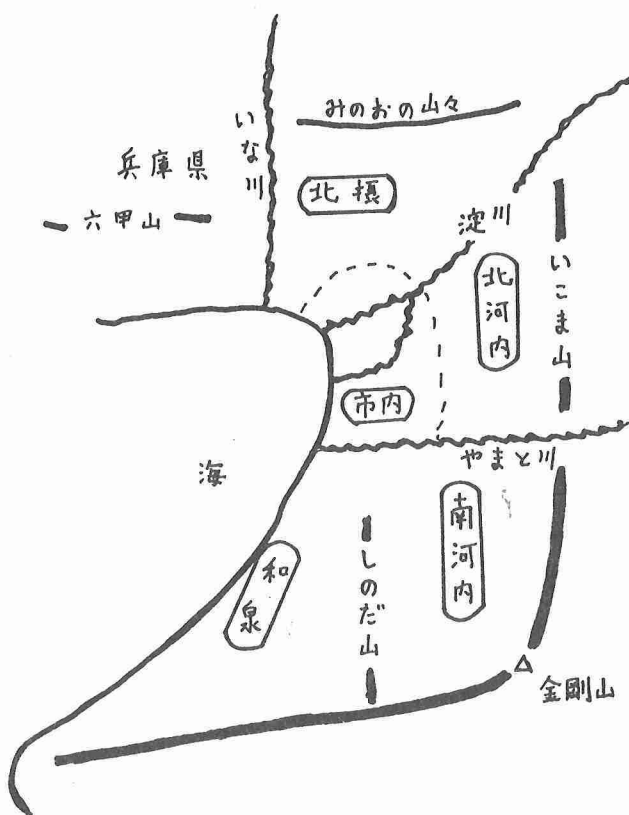 みのおの山々
いな川
兵庫県
六甲山
北摂
淀川
北河内
いこま山
市内
やまと川
海
南河内
しのだ山
和泉
金剛山